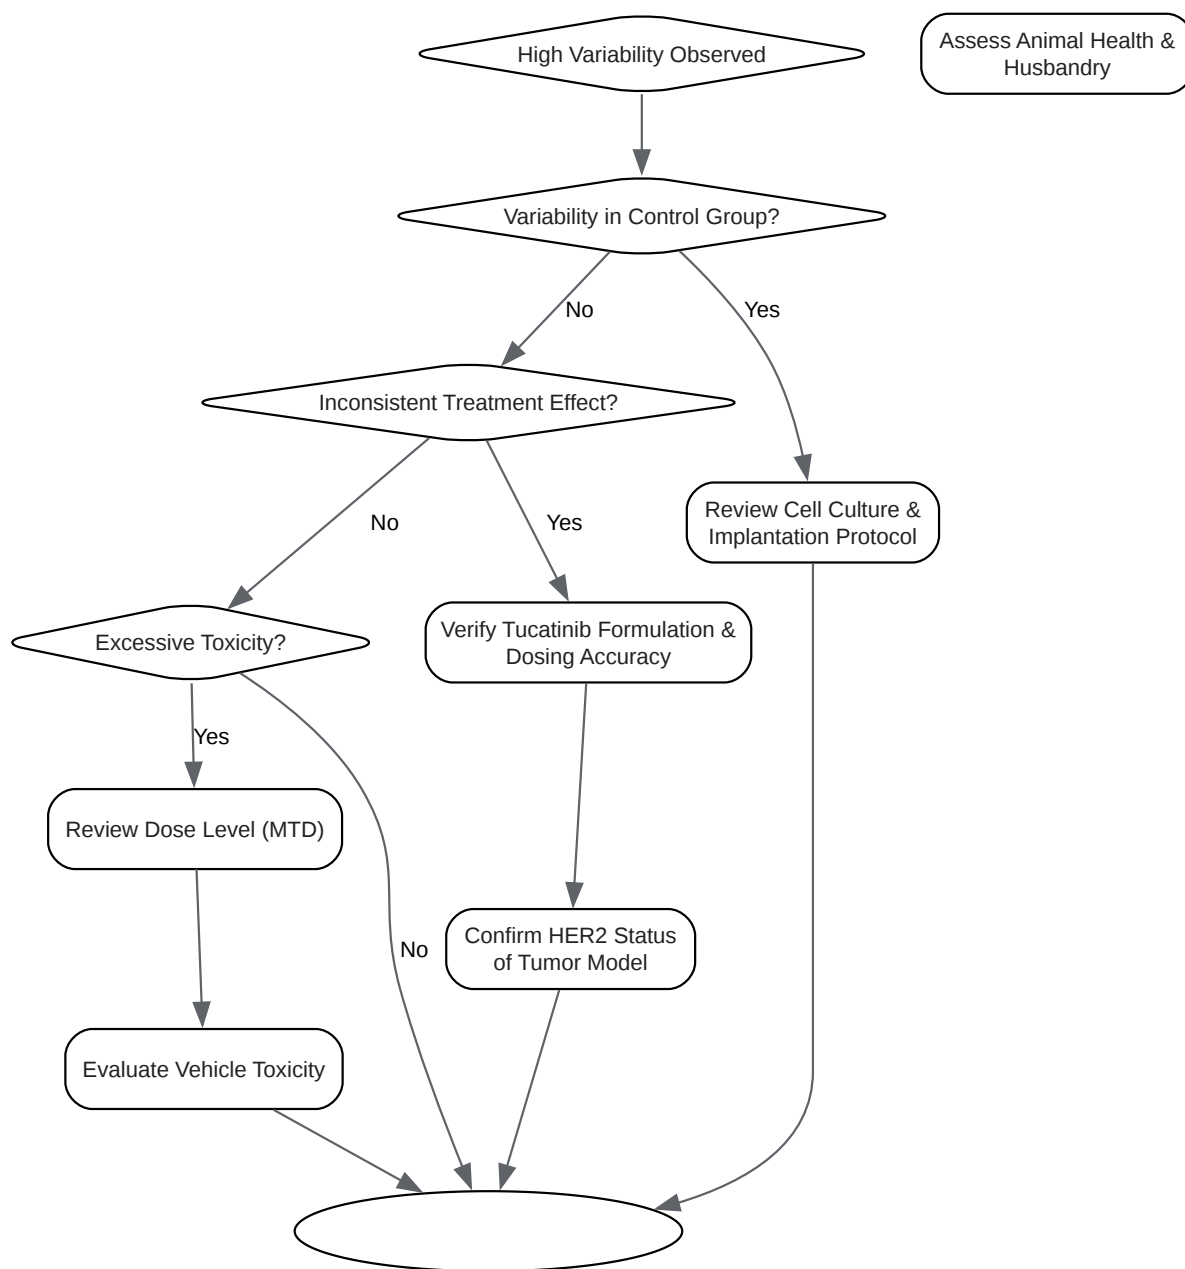 High Variability Observed
Assess Animal Health &
Husbandry
Variability in Control Group?
No
Yes
Inconsistent Treatment Effect?
No
Yes
Review Cell Culture &
Implantation Protocol
Excessive Toxicity?
Verify Tucatinib Formulation &
Dosing Accuracy
Yes
Review Dose Level (MTD)
No
Confirm HER2 Status
of Tumor Model
Evaluate Vehicle Toxicity